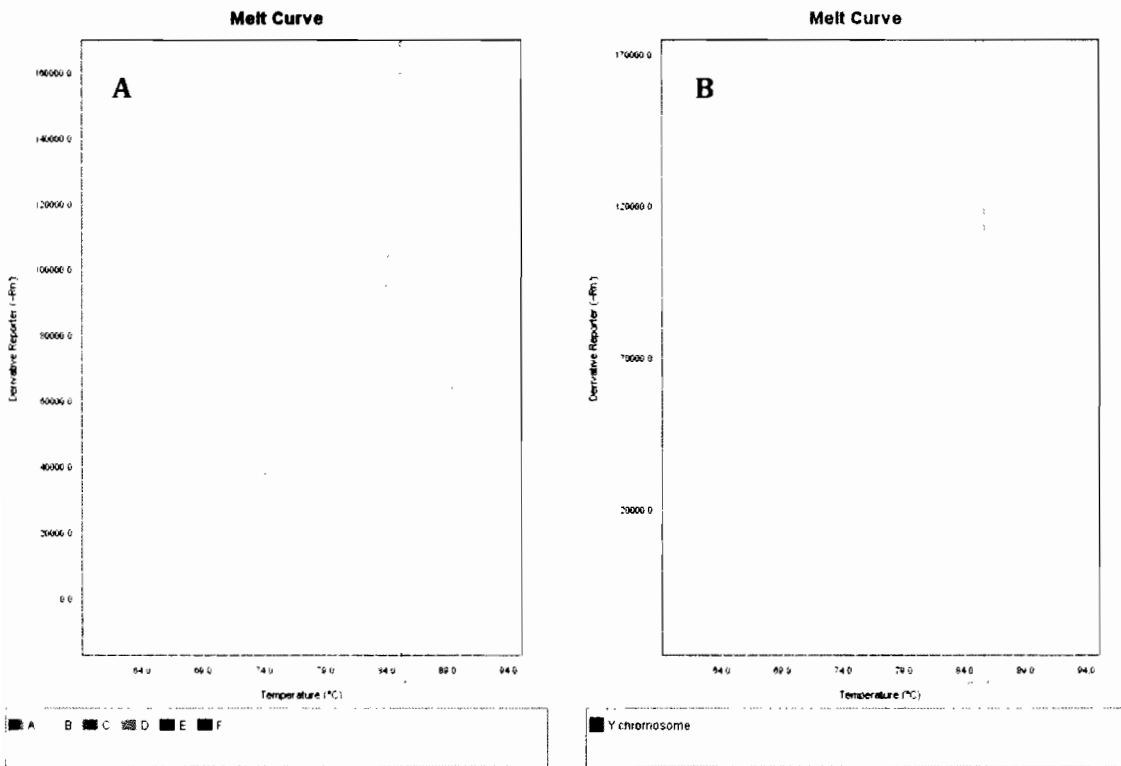 Melt Curve
A
160000.0
140000.0
120000.0
100000.0
80000.0
60000.0
40000.0
20000.0
0.0
Derivative Reporter (-Rn')
64.0 69.0 74.0 79.0 84.0 89.0 94.0
Temperature (°C)
A B C D E F
Melt Curve
B
170000.0
120000.0
70000.0
20000.0
Derivative Reporter (-Rn')
64.0 69.0 74.0 79.0 84.0 89.0 94.0
Temperature (°C)
Y chromosome